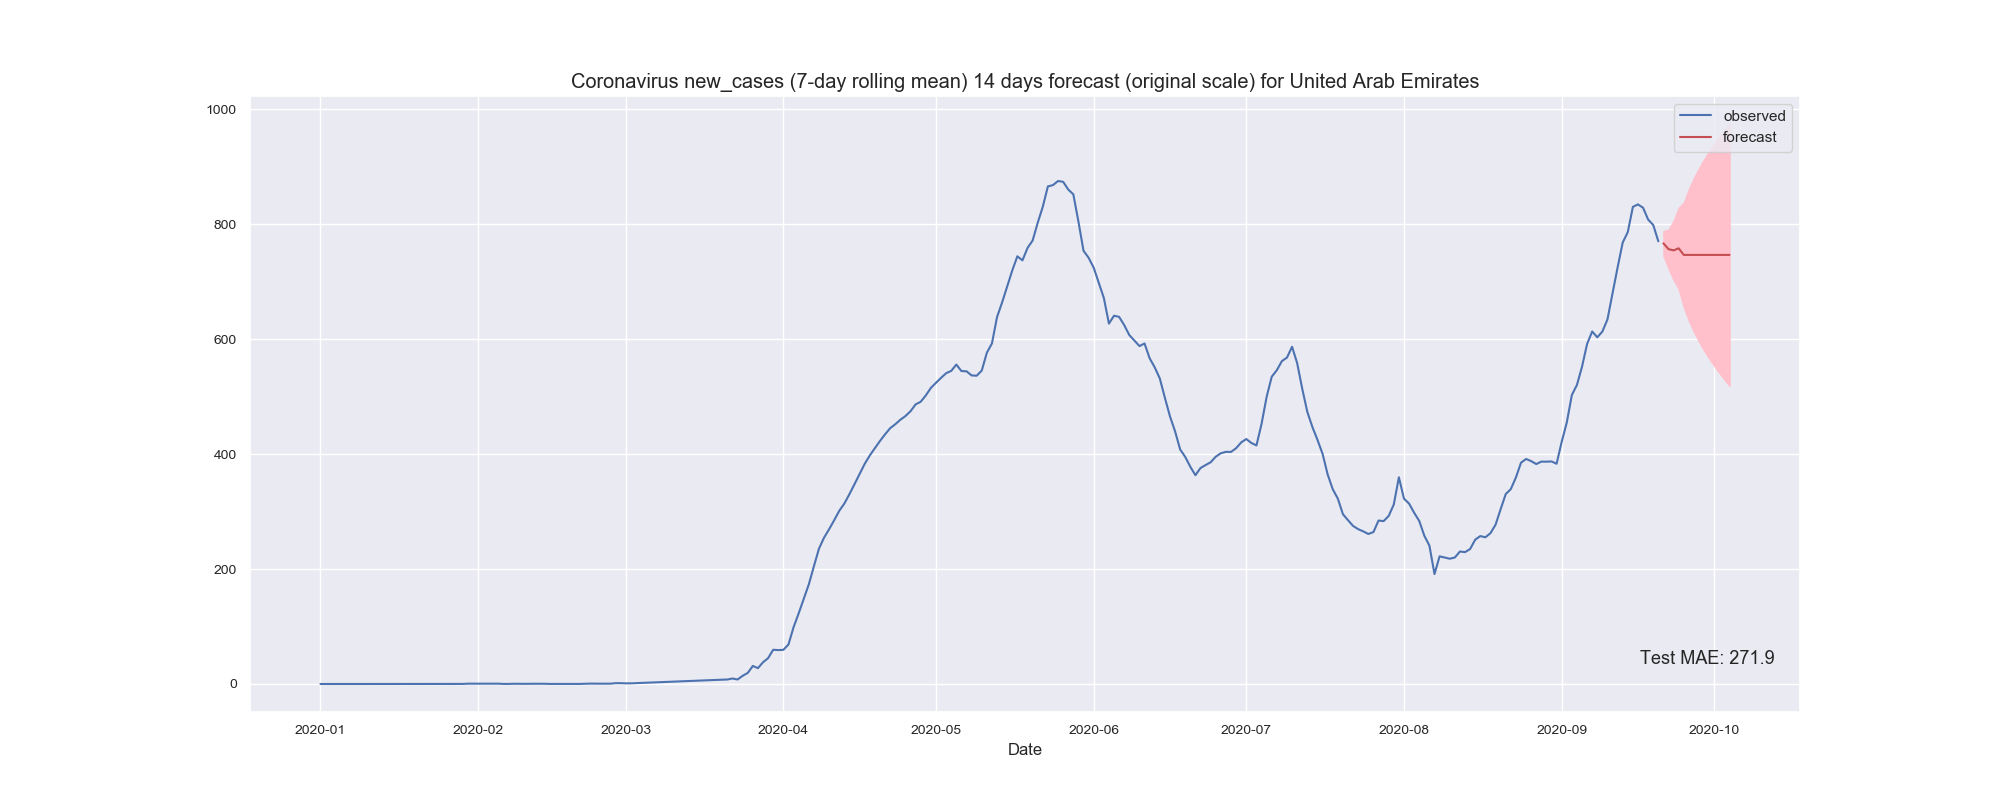 Coronavirus new_cases (7-day rolling mean) 14 days forecast (original scale) for United Arab Emirates
1000
800
600
400
200
0
observed
forecast
Test MAE: 271.9
2020-01 2020-02 2020-03 2020-04 2020-05 2020-06 2020-07 2020-08 2020-09 2020-10
Date